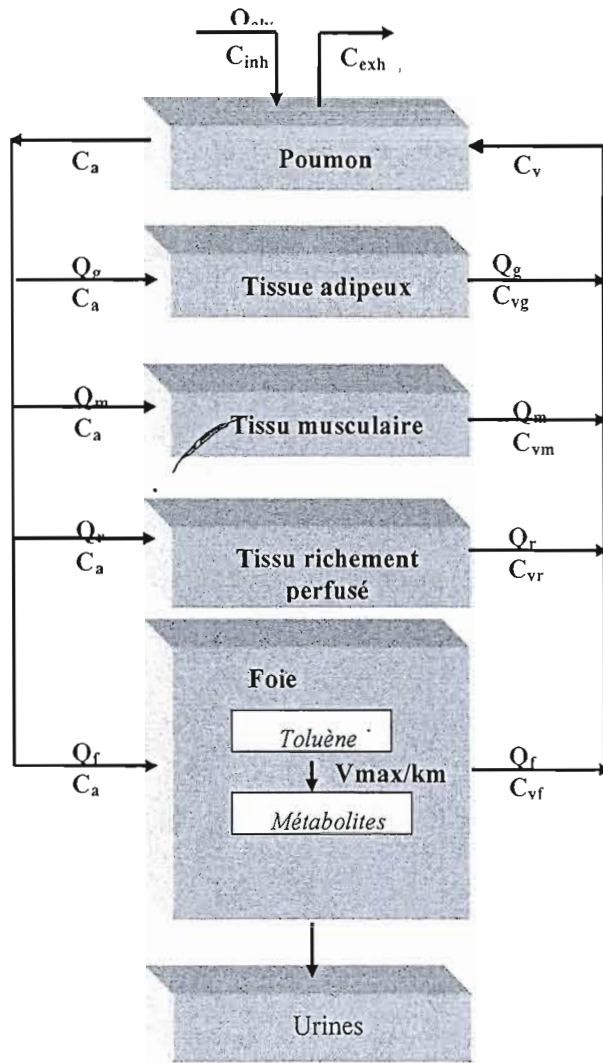 C_inh C_exh
Poumon
C_a C_v
Q_g Q_g
Tissue adipeux
C_a C_vg
Q_m Q_m
Tissu musculaire
C_a C_vm
Q_r
Tissu richement
perfusé
C_a C_vr
Foie
Toluène
Q_f Vmax/km Q_f
C_a C_vf
Métabolites
Urines